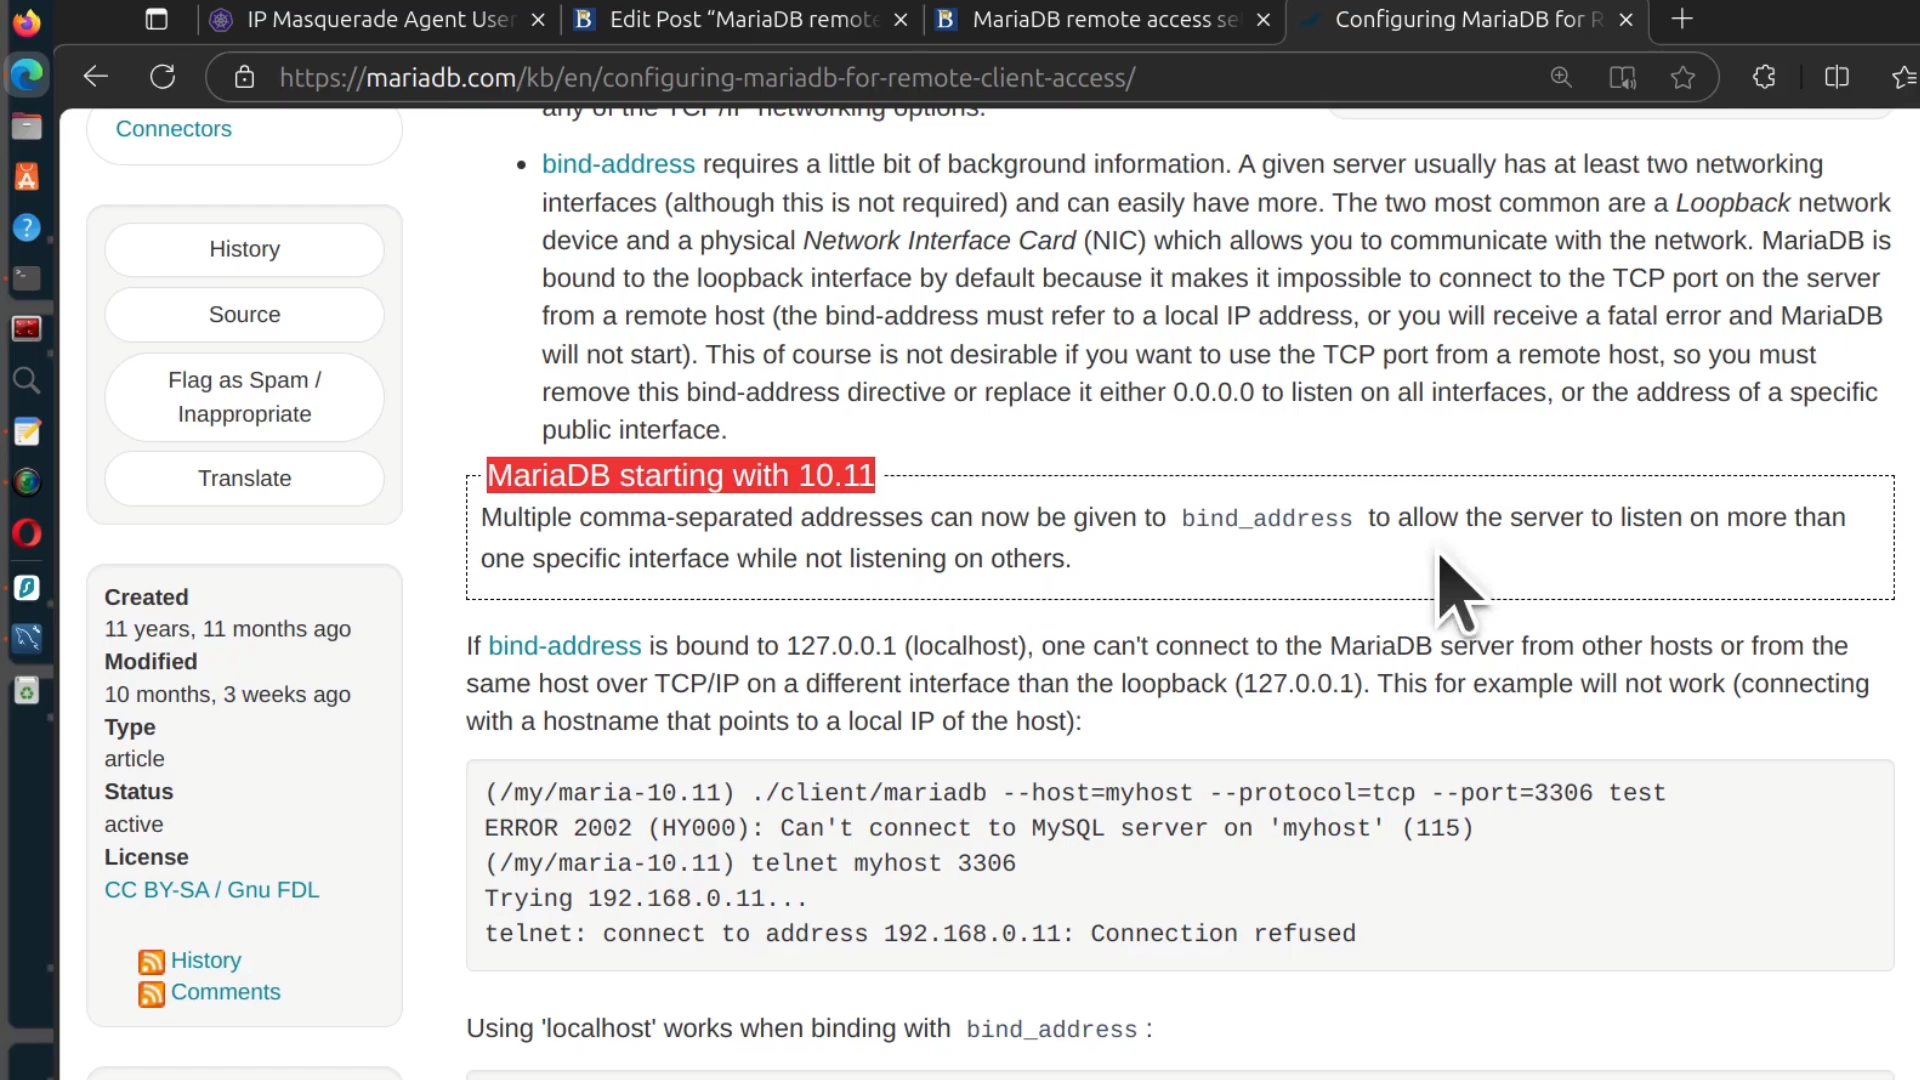 IP Masquerade Agent User
Edit Post “MariaDB remote
MariaDB remote access se
Configuring MariaDB for R
https://mariadb.com/kb/en/configuring-mariadb-for-remote-client-access/
Connectors
History
Source
Flag as Spam /
Inappropriate
Translate
Created
11 years, 11 months ago
Modified
10 months, 3 weeks ago
Type
article
Status
active
License
CC BY-SA / Gnu FDL
History
Comments
any of the TCP/IP networking options.
• bind-address requires a little bit of background information. A given server usually has at least two networking
interfaces (although this is not required) and can easily have more. The two most common are a Loopback network
device and a physical Network Interface Card (NIC) which allows you to communicate with the network. MariaDB is
bound to the loopback interface by default because it makes it impossible to connect to the TCP port on the server
from a remote host (the bind-address must refer to a local IP address, or you will receive a fatal error and MariaDB
will not start). This of course is not desirable if you want to use the TCP port from a remote host, so you must
remove this bind-address directive or replace it either 0.0.0.0 to listen on all interfaces, or the address of a specific
public interface.
MariaDB starting with 10.11
Multiple comma-separated addresses can now be given to bind_address to allow the server to listen on more than
one specific interface while not listening on others.
If bind-address is bound to 127.0.0.1 (localhost), one can't connect to the MariaDB server from other hosts or from the
same host over TCP/IP on a different interface than the loopback (127.0.0.1). This for example will not work (connecting
with a hostname that points to a local IP of the host):
(/my/maria-10.11) ./client/mariadb --host=myhost --protocol=tcp --port=3306 test
ERROR 2002 (HY000): Can't connect to MySQL server on 'myhost' (115)
(/my/maria-10.11) telnet myhost 3306
Trying 192.168.0.11...
telnet: connect to address 192.168.0.11: Connection refused
Using 'localhost' works when binding with bind_address :